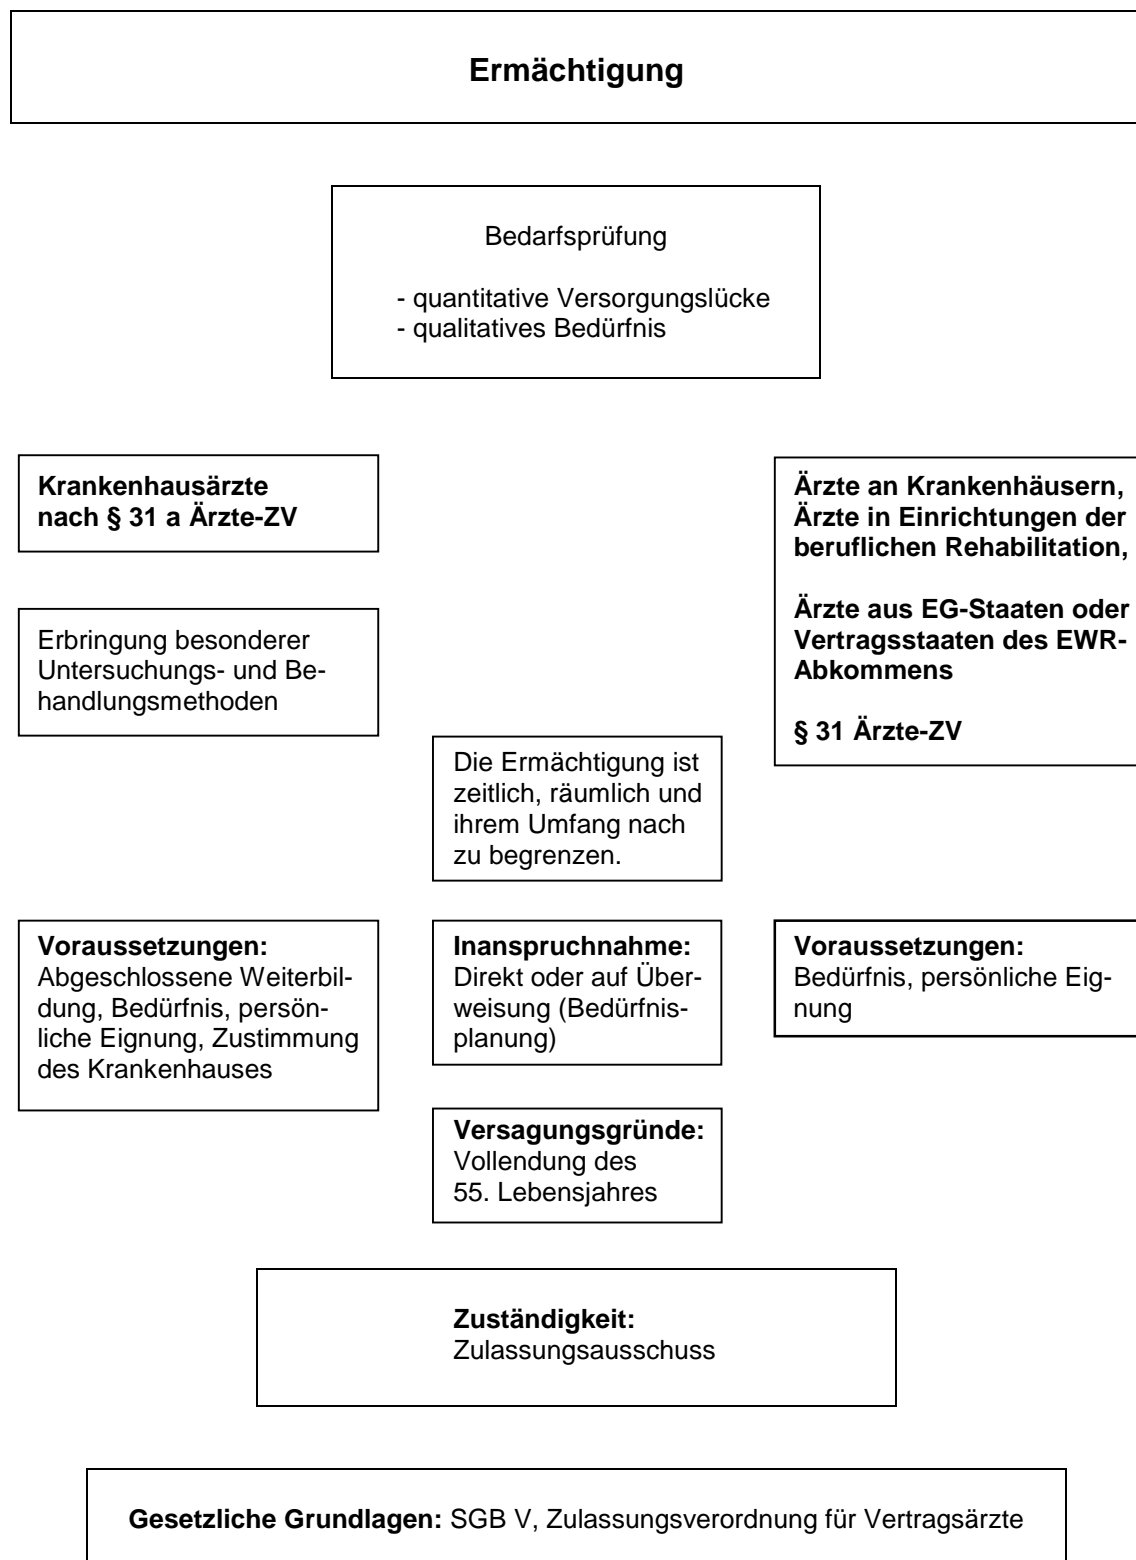 Ermächtigung
Bedarfsprüfung
- quantitative Versorgungslücke
- qualitatives Bedürfnis
Krankenhausärzte
nach § 31 a Ärzte-ZV
Erbringung besonderer
Untersuchungs- und Be-
handlungsmethoden
Ärzte an Krankenhäusern,
Ärzte in Einrichtungen der
beruflichen Rehabilitation,
Ärzte aus EG-Staaten oder
Vertragsstaaten des EWR-
Abkommens
§ 31 Ärzte-ZV
Die Ermächtigung ist
zeitlich, räumlich und
ihrem Umfang nach
zu begrenzen.
Voraussetzungen:
Abgeschlossene Weiterbil-
dung, Bedürfnis, persön-
liche Eignung, Zustimmung
des Krankenhauses
Inanspruchnahme:
Direkt oder auf Über-
weisung (Bedürfnis-
planung)
Voraussetzungen:
Bedürfnis, persönliche Eig-
nung
Versagungsgründe:
Vollendung des
55. Lebensjahres
Zuständigkeit:
Zulassungsausschuss
Gesetzliche Grundlagen: SGB V, Zulassungsverordnung für Vertragsärzte